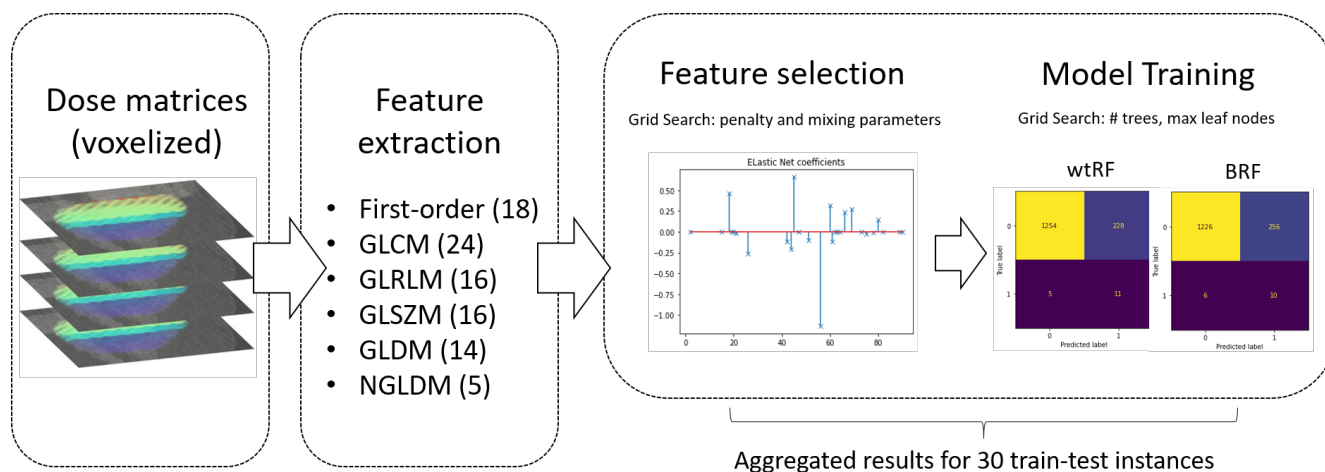 Dose matrices
(voxelized)
Feature
extraction
• First-order (18)
• GLCM (24)
• GLRLM (16)
• GLSZM (16)
• GLDM (14)
• NGLDM (5)
Feature selection
Grid Search: penalty and mixing parameters
ELastic Net coefficients
0.50
0.25
0.00
−0.25
−0.50
−0.75
−1.00
0 20 40 60 80
Model Training
Grid Search: # trees, max leaf nodes
wtRF
True label
0
1254 228
1
5 11
0 1
Predicted label
BRF
True label
0
1226 256
1
6 10
0 1
Predicted label
Aggregated results for 30 train-test instances